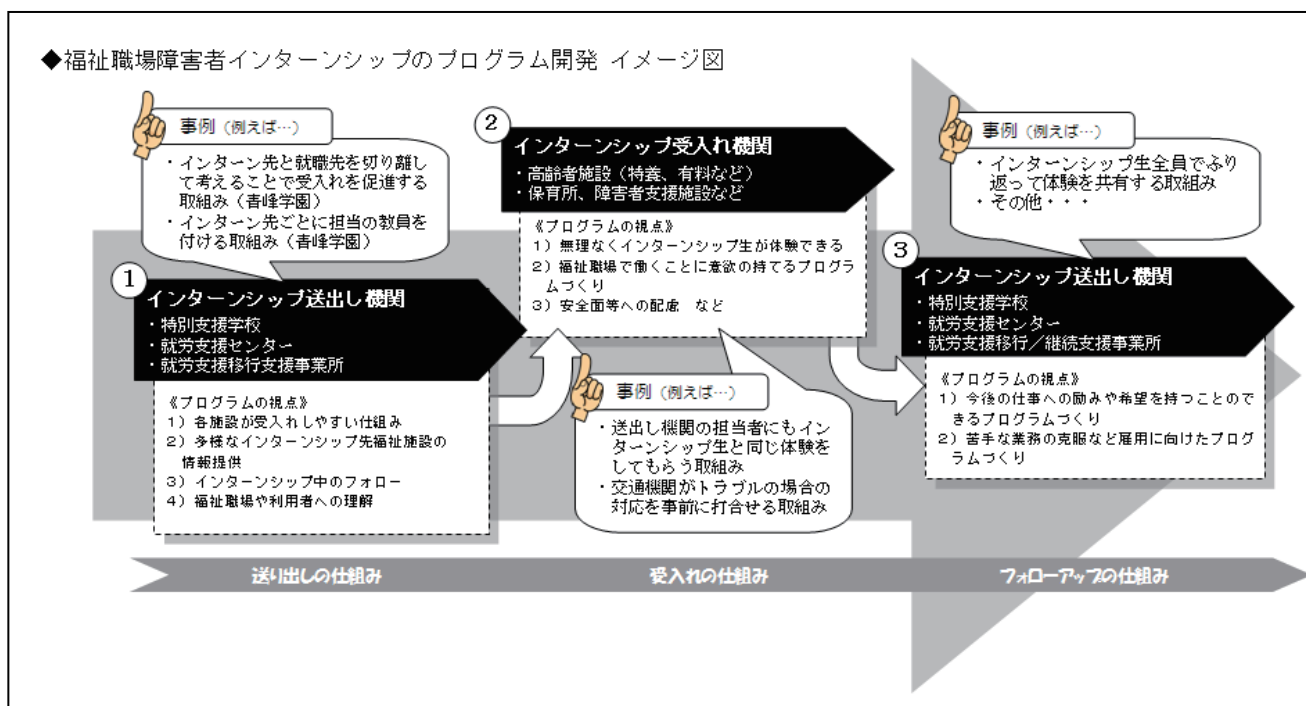 ◆福祉職場障害者インターンシップのプログラム開発 イメージ図
事例（例えば…）
・インターン先と就職先を切り離し
て考えることで受入れを促進する
取組み（青峰学園）
・インターン先ごとに担当の教員を
付ける取組み（青峰学園）
①
インターンシップ送出し機関
・特別支援学校
・就労支援センター
・就労支援移行支援事業所
《プログラムの視点》
1）各施設が受入れしやすい仕組み
2）多様なインターンシップ先福祉施設の
情報提供
3）インターンシップ中のフォロー
4）福祉職場や利用者への理解
②
インターンシップ受入れ機関
・高齢者施設（特養、有料など）
・保育所、障害者支援施設など
《プログラムの視点》
1）無理なくインターンシップ生が体験できる
2）福祉職場で働くことに意欲の持てるプログラ
ムづくり
3）安全面等への配慮 など
事例（例えば…）
・送出し機関の担当者にもイン
ターンシップ生と同じ体験を
してもらう取組み
・交通機関がトラブルの場合の
対応を事前に打合せる取組み
事例（例えば…）
・インターンシップ生全員でふり
返って体験を共有する取組み
・その他・・・
③
インターンシップ送出し機関
・特別支援学校
・就労支援センター
・就労支援移行／継続支援事業所
《プログラムの視点》
1）今後の仕事への励みや希望を持つことので
きるプログラムづくり
2）苦手な業務の克服など雇用に向けたプログ
ラムづくり
送り出しの仕組み
受入れの仕組み
フォローアップの仕組み